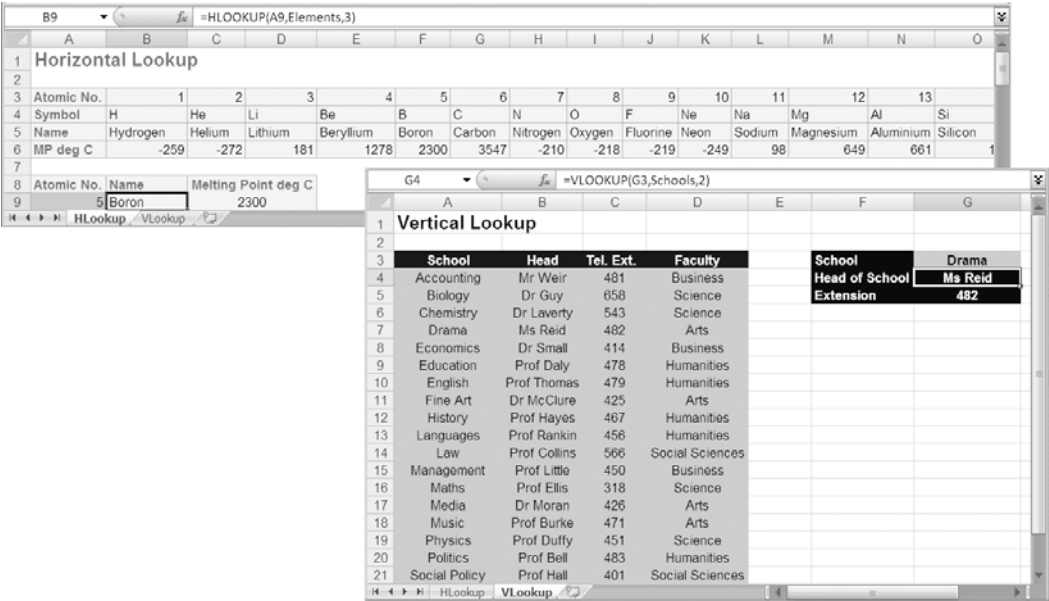 B9 fx =HLOOKUP(A9,Elements,3)
A B C D E F G H I J K L M N O
1 Horizontal Lookup
2
3 Atomic No. 1 2 3 4 5 6 7 8 9 10 11 12 13
4 Symbol H He Li Be B C N O F Ne Na Mg Al Si
5 Name Hydrogen Helium Lithium Beryllium Boron Carbon Nitrogen Oxygen Fluorine Neon Sodium Magnesium Aluminium Silicon
6 MP deg C -259 -272 181 1278 2300 3547 -210 -218 -219 -249 98 649 661 1
7
8 Atomic No. Name Melting Point deg C
9 5 Boron 2300
HLookup VLookup
G4 fx =VLOOKUP(G3,Schools,2)
A B C D E F G
1 Vertical Lookup
2
3 School Head Tel. Ext. Faculty School Drama
4 Accounting Mr Weir 481 Business Head of School Ms Reid
5 Biology Dr Guy 658 Science Extension 482
6 Chemistry Dr Laverty 543 Science
7 Drama Ms Reid 482 Arts
8 Economics Dr Small 414 Business
9 Education Prof Daly 478 Humanities
10 English Prof Thomas 479 Humanities
11 Fine Art Dr McClure 425 Arts
12 History Prof Hayes 467 Humanities
13 Languages Prof Rankin 456 Humanities
14 Law Prof Collins 566 Social Sciences
15 Management Prof Little 450 Business
16 Maths Prof Ellis 318 Science
17 Media Dr Moran 426 Arts
18 Music Prof Burke 471 Arts
19 Physics Prof Duffy 451 Science
20 Politics Prof Bell 483 Humanities
21 Social Policy Prof Hall 401 Social Sciences
HLookup VLookup